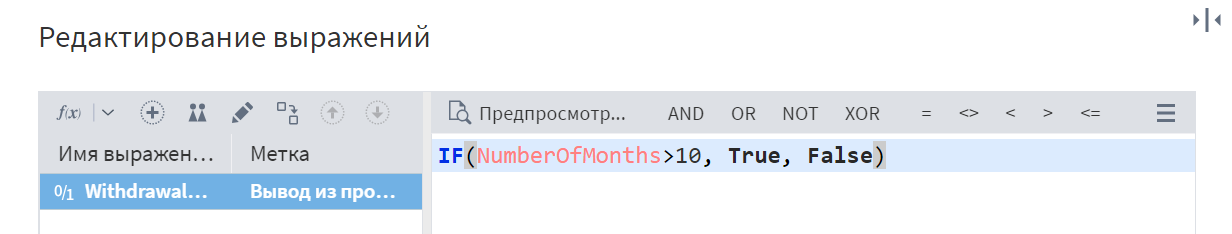 Редактирование выражений
f(x) Предпросмотр... AND OR NOT XOR = <> < > <=
Имя выражен... Метка
IF(NumberOfMonths>10, True, False)
0/1 Withdrawal... Вывод из про...